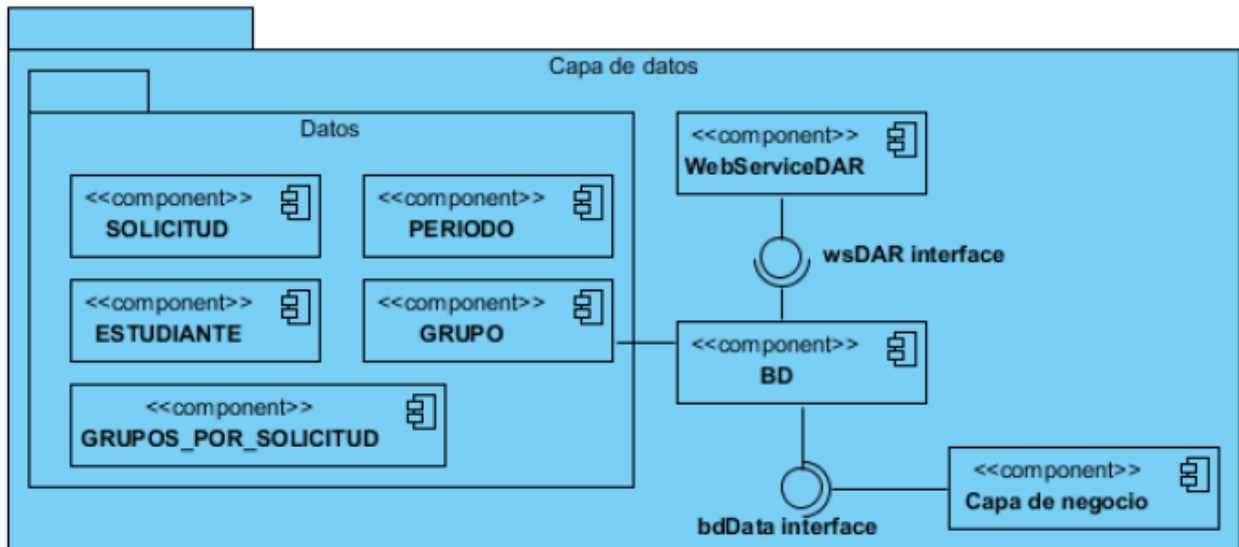 Capa de datos
Datos
<<component>>
SOLICITUD
<<component>>
PERIODO
<<component>>
ESTUDIANTE
<<component>>
GRUPO
<<component>>
GRUPOS_POR_SOLICITUD
<<component>>
WebServiceDAR
wsDAR interface
<<component>>
BD
bdData interface
<<component>>
Capa de negocio